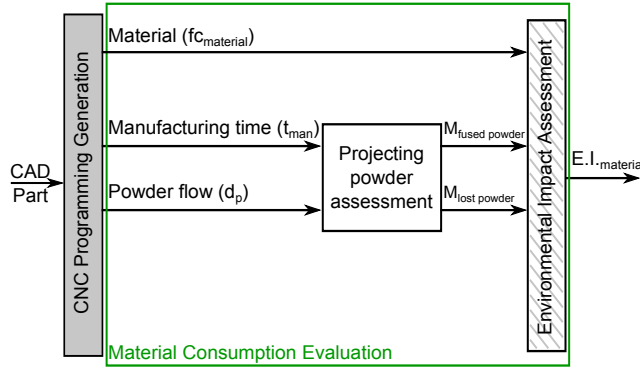 Material (fc_material)
Manufacturing time (t_man)
Powder flow (d_p)
CAD
Part
CNC Programming Generation
Projecting
powder
assessment
M_fused powder
M_lost powder
Environmental Impact Assessment
E.I._material
Material Consumption Evaluation